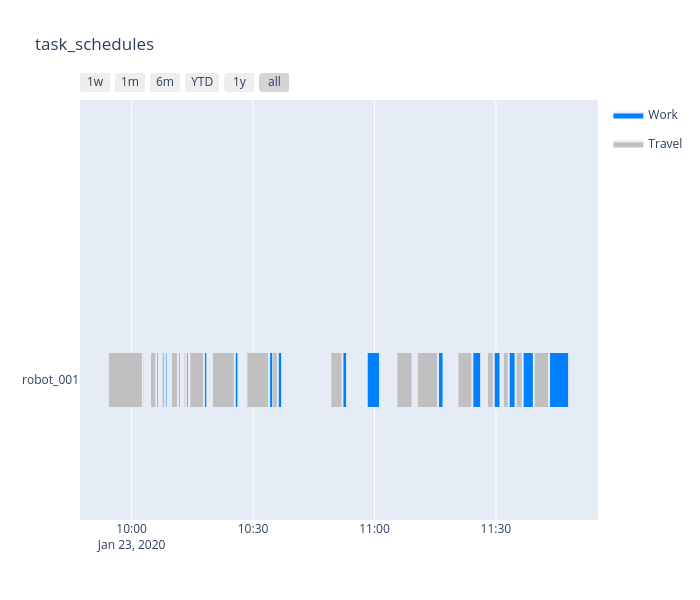 task_schedules
1w 1m 6m YTD 1y all
Work
Travel
robot_001
10:00 10:30 11:00 11:30
Jan 23, 2020